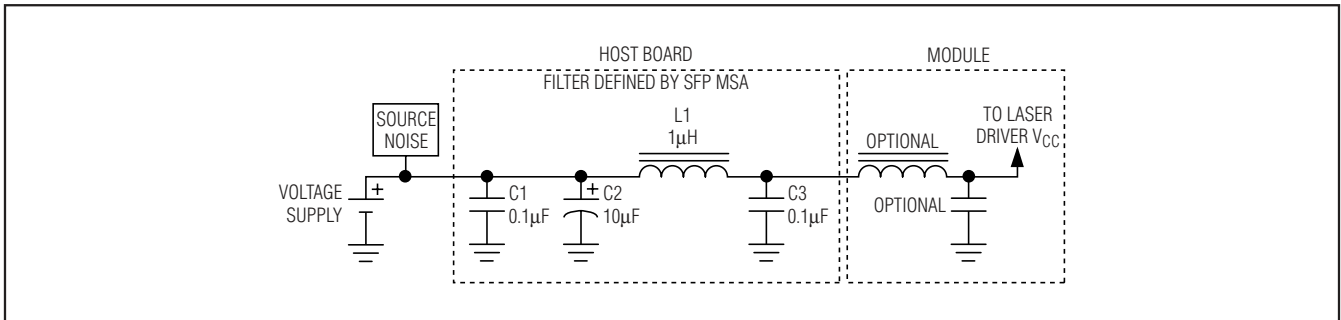 HOST BOARD
MODULE
FILTER DEFINED BY SFP MSA
SOURCE
NOISE
L1
1μH
OPTIONAL
TO LASER
DRIVER VCC
VOLTAGE
SUPPLY
+
C1
0.1μF
+
C2
10μF
C3
0.1μF
OPTIONAL